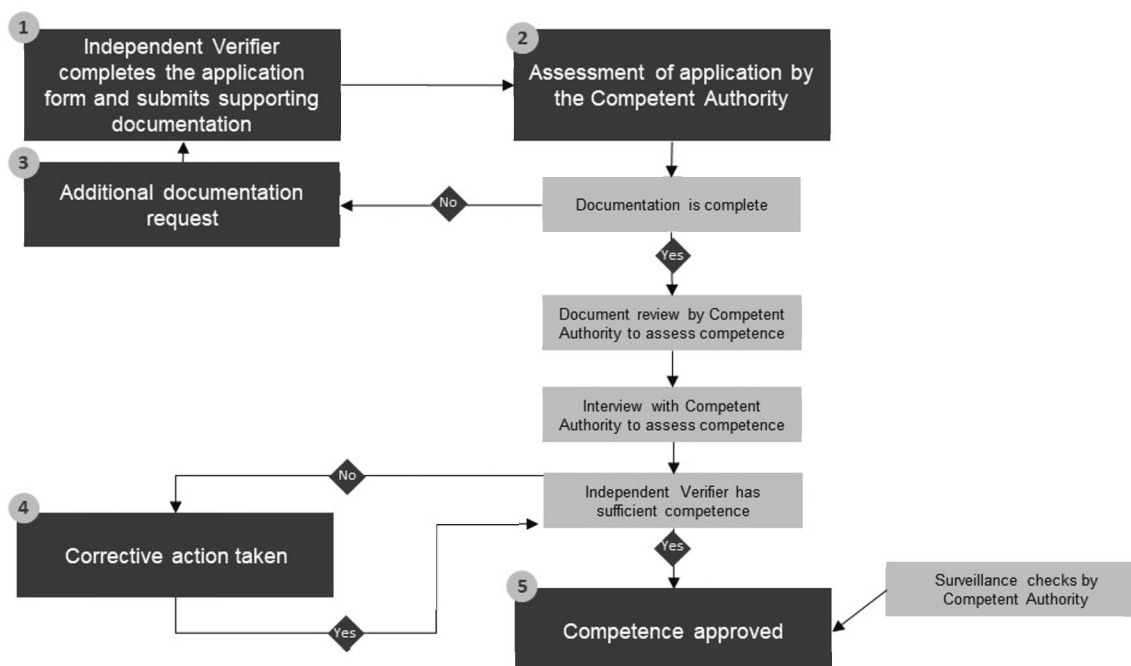 1
Independent Verifier
completes the application
form and submits supporting
documentation
2
Assessment of application by
the Competent Authority
3
Additional documentation
request
No
Documentation is complete
Yes
Document review by Competent
Authority to assess competence
Interview with Competent
Authority to assess competence
No
Independent Verifier has
sufficient competence
4
Corrective action taken
Yes
Yes
5
Competence approved
Surveillance checks by
Competent Authority